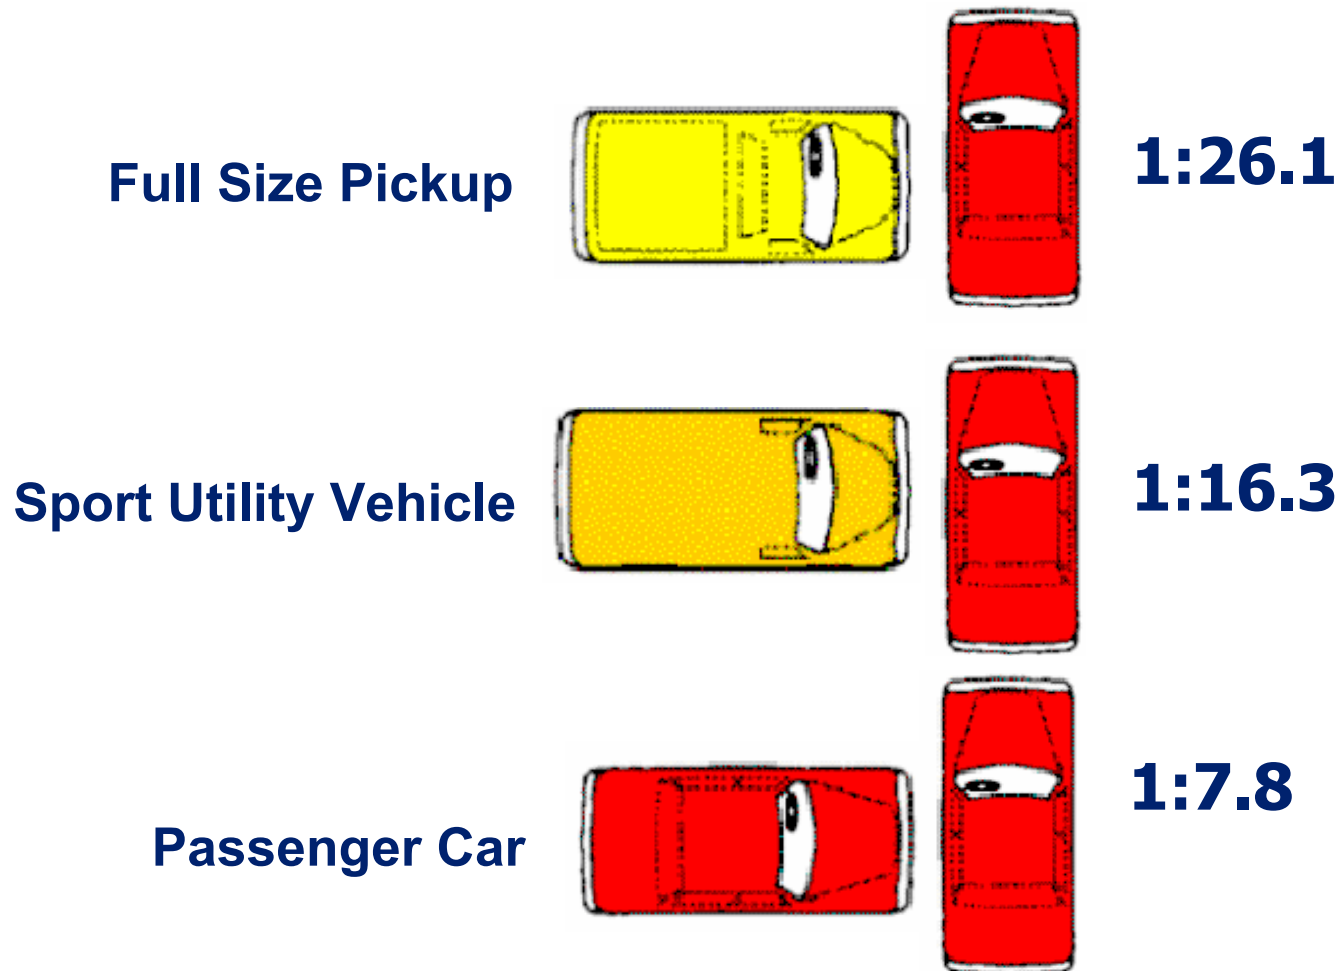 Full Size Pickup
1:26.1
Sport Utility Vehicle
1:16.3
Passenger Car
1:7.8